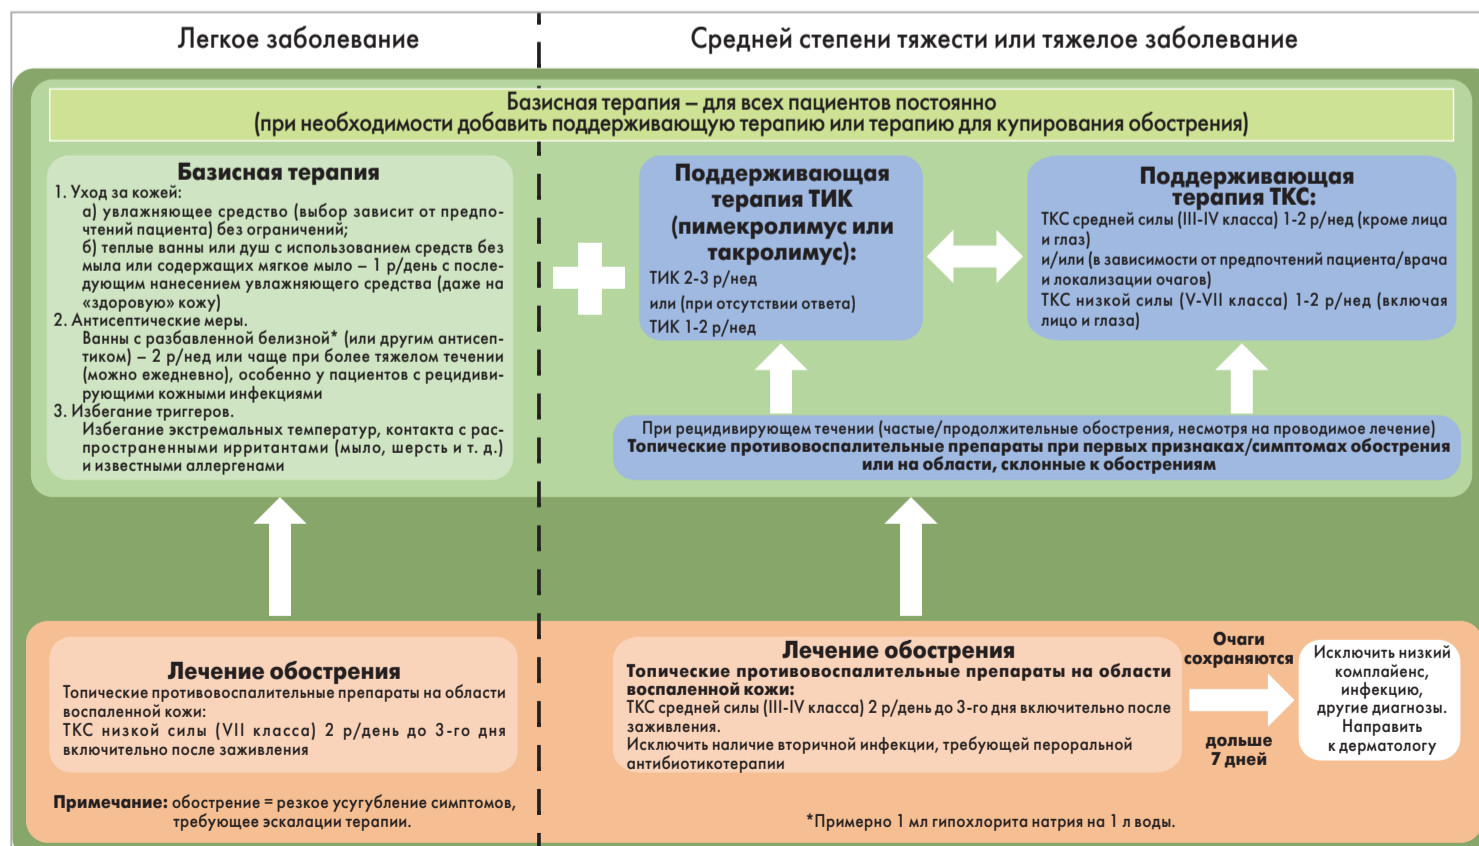 Легкое заболевание
Средней степени тяжести или тяжелое заболевание
Базисная терапия – для всех пациентов постоянно
(при необходимости добавить поддерживающую терапию или терапию для купирования обострения)
Базисная терапия
1. Уход за кожей:
а) увлажняющее средство (выбор зависит от предпо-
чтений пациента) без ограничений;
б) теплые ванны или душ с использованием средств без
мыла или содержащих мягкое мыло – 1 р/день с после-
дующим нанесением увлажняющего средства (даже на
«здоровую» кожу)
2. Антисептические меры.
Ванны с разбавленной белизной* (или другим антисеп-
тиком) – 2 р/нед или чаще при более тяжелом течении
(можно ежедневно), особенно у пациентов с рецидиви-
рующими кожными инфекциями
3. Избегание триггеров.
Избегание экстремальных температур, контакта с рас-
пространенными ирритантами (мыло, шерсть и т. д.)
и известными аллергенами
Поддерживающая
терапия ТИК
(пимекролимус или
такролимус):
ТИК 2-3 р/нед
или (при отсутствии ответа)
ТИК 1-2 р/нед
Поддерживающая
терапия ТКС:
ТКС средней силы (III-IV класса) 1-2 р/нед (кроме лица
и глаз)
и/или (в зависимости от предпочтений пациента/врача
и локализации очагов)
ТКС низкой силы (V-VII класса) 1-2 р/нед (включая
лицо и глаза)
При рецидивирующем течении (частые/продолжительные обострения, несмотря на проводимое лечение)
Топические противовоспалительные препараты при первых признаках/симптомах обострения
или на области, склонные к обострениям
Лечение обострения
Топические противовоспалительные препараты на области
воспаленной кожи:
ТКС низкой силы (VII класса) 2 р/день до 3-го дня
включительно после заживления
Примечание: обострение = резкое усугубление симптомов,
требующее эскалации терапии.
Лечение обострения
Топические противовоспалительные препараты на области
воспаленной кожи:
ТКС средней силы (III-IV класса) 2 р/день до 3-го дня включительно после
заживления.
Исключить наличие вторичной инфекции, требующей пероральной
антибиотикотерапии
Очаги
сохраняются
дольше
7 дней
Исключить низкий
комплайенс,
инфекцию,
другие диагнозы.
Направить
к дерматологу
*Примерно 1 мл гипохлорита натрия на 1 л воды.